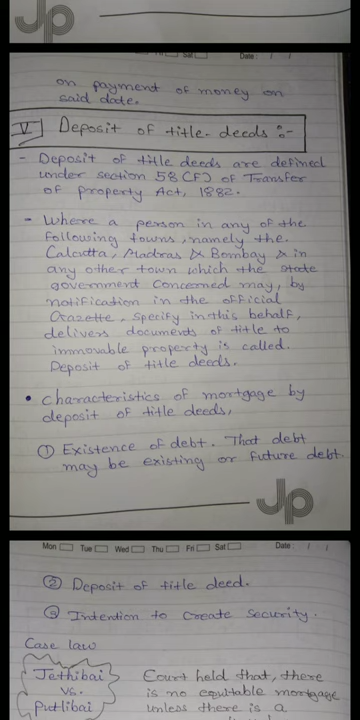 Jp
Fri Sat Date : / /
on payment of money on
said date.
V Deposit of title-deeds :-
- Deposit of title deeds are defined
under section 58 (F) of Transfer
of property Act, 1882.
- Where a person in any of the
following towns, namely the
Calcutta, Madras & Bombay & in
any other town which the state
government concerned may, by
notification in the official
Gazette, specify in this behalf,
delivers documents of title to
immovable property is called.
Deposit of title deeds.
• characteristics of mortgage by
deposit of title deeds,
① Existence of debt. That debt
may be existing or future debt
Jp
Mon Tue Wed Thu Fri Sat Date : / /
② Deposit of title deed.
③ Intention to create security.
Case law
Jethibai
vs.
putlibai
Court held that, there
is no equitable mortgage
unless there is a